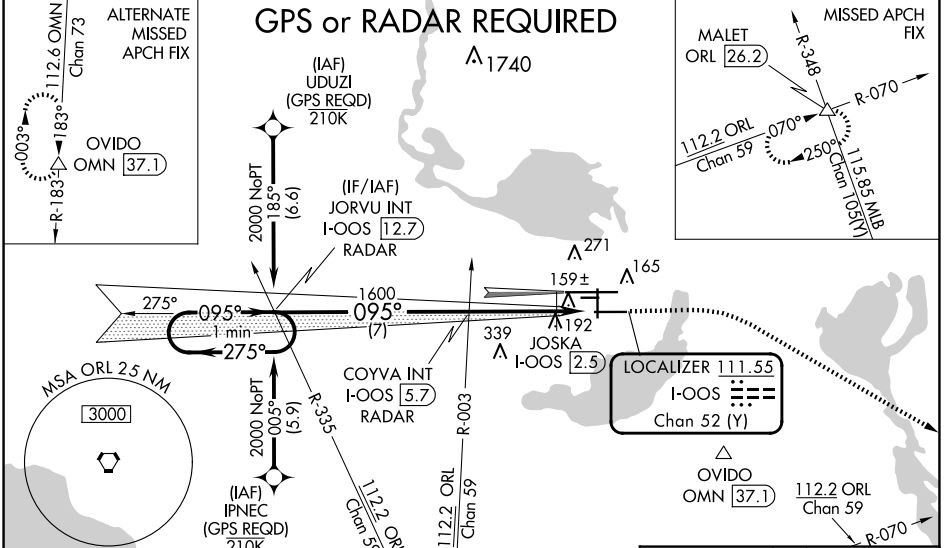 GPS or RADAR REQUIRED
ALTERNATE
MISSED
APCH FIX
112.6 OMN
Chan 73
003°
183°
R-183
OVIDO
OMN 37.1
1740
MISSED APCH
FIX
MALET
ORL 26.2
R-348
R-070
112.2 ORL
Chan 59
070°
250°
115.85 MLB
Chan 105(Y)
(IAF)
UDUZI
(GPS REQD)
210K
2000 NoPT
185°
(6.6)
(IF/IAF)
JORVU INT
I-OOS 12.7
RADAR
271
165
159±
192
339
275°
095°
1 min
275°
1600
095°
(7)
JOSKA
I-OOS 2.5
COYVA INT
I-OOS 5.7
RADAR
R-003
R-335
LOCALIZER 111.55
I-OOS
Chan 52 (Y)
MSA ORL 25 NM
3000
2000 NoPT
005°
(5.9)
(IAF)
IPNEC
(GPS REQD)
210K
112.2 ORL
112.2 ORL
Chan 59
OVIDO
OMN 37.1
112.2 ORL
Chan 59
R-070